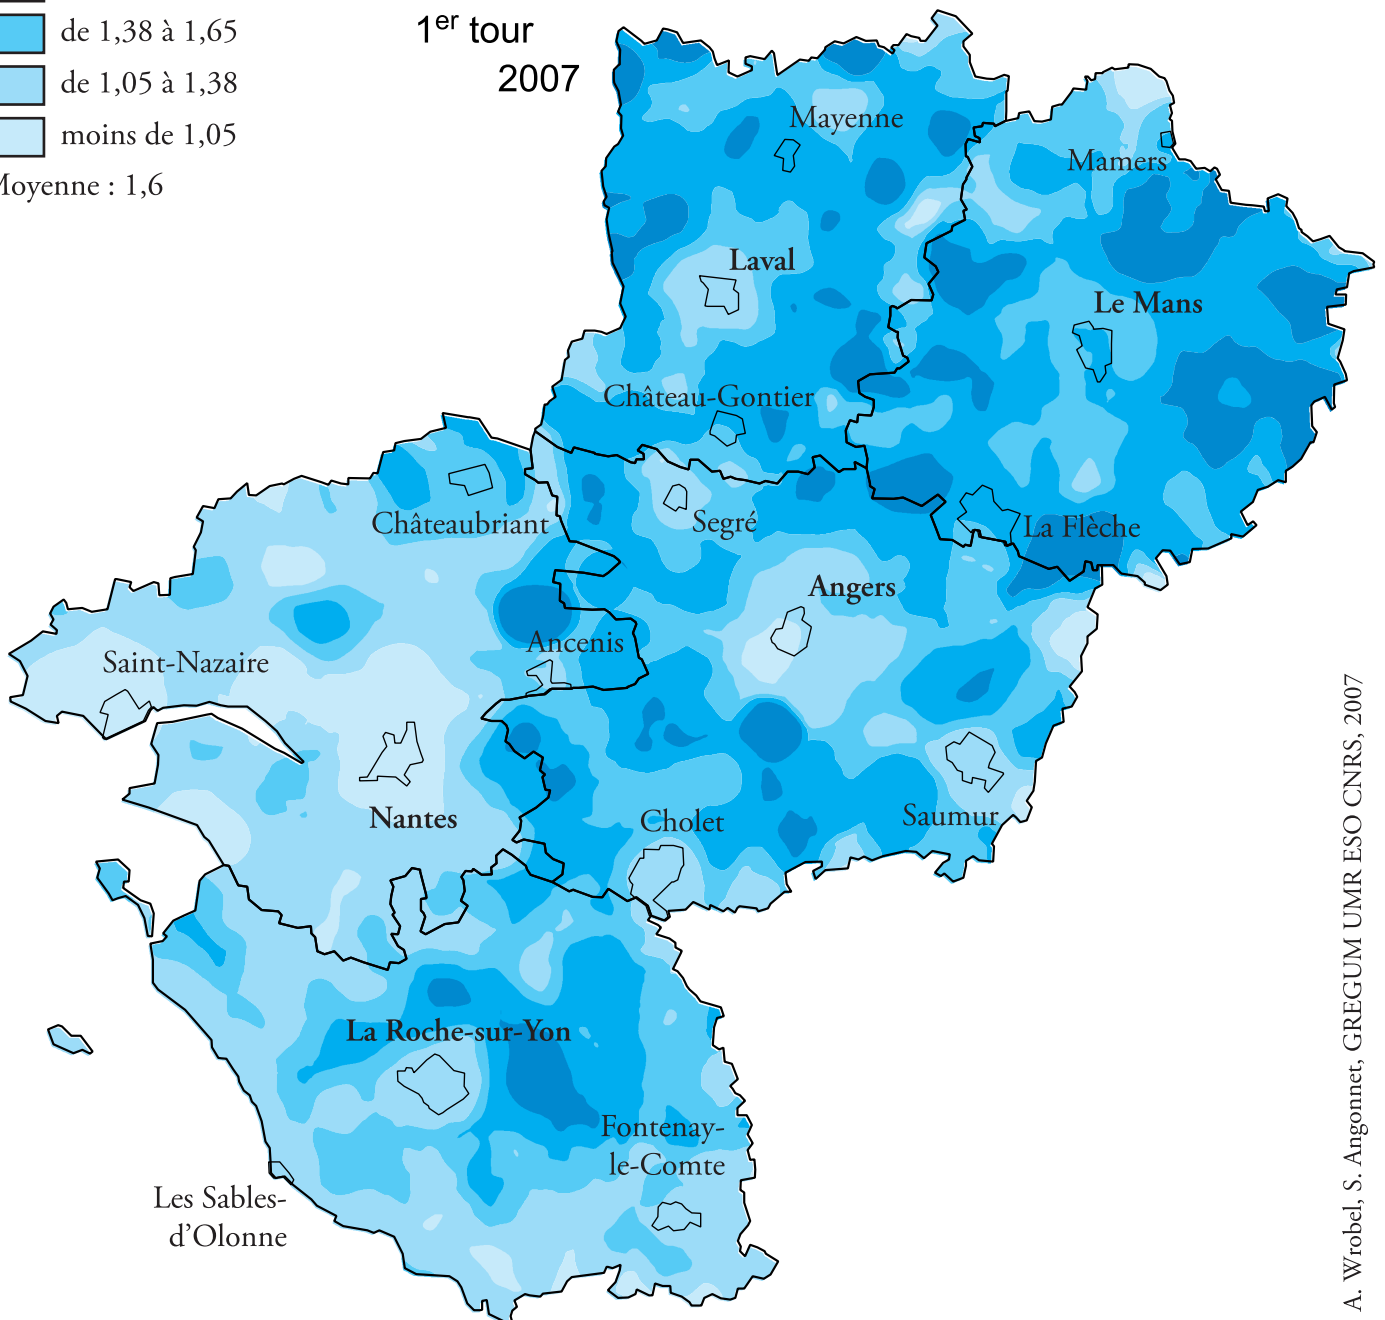 de 1,38 à 1,65
de 1,05 à 1,38
moins de 1,05
Moyenne : 1,6
1er tour
2007
Mayenne
Mamers
Laval
Le Mans
Château-Gontier
Châteaubriant
Segré
La Flèche
Angers
Ancenis
Saint-Nazaire
Nantes
Cholet
Saumur
La Roche-sur-Yon
Fontenay-
le-Comte
Les Sables-
d'Olonne
A. Wrobel, S. Angonnet, GREGUM UMR ESO CNRS, 2007